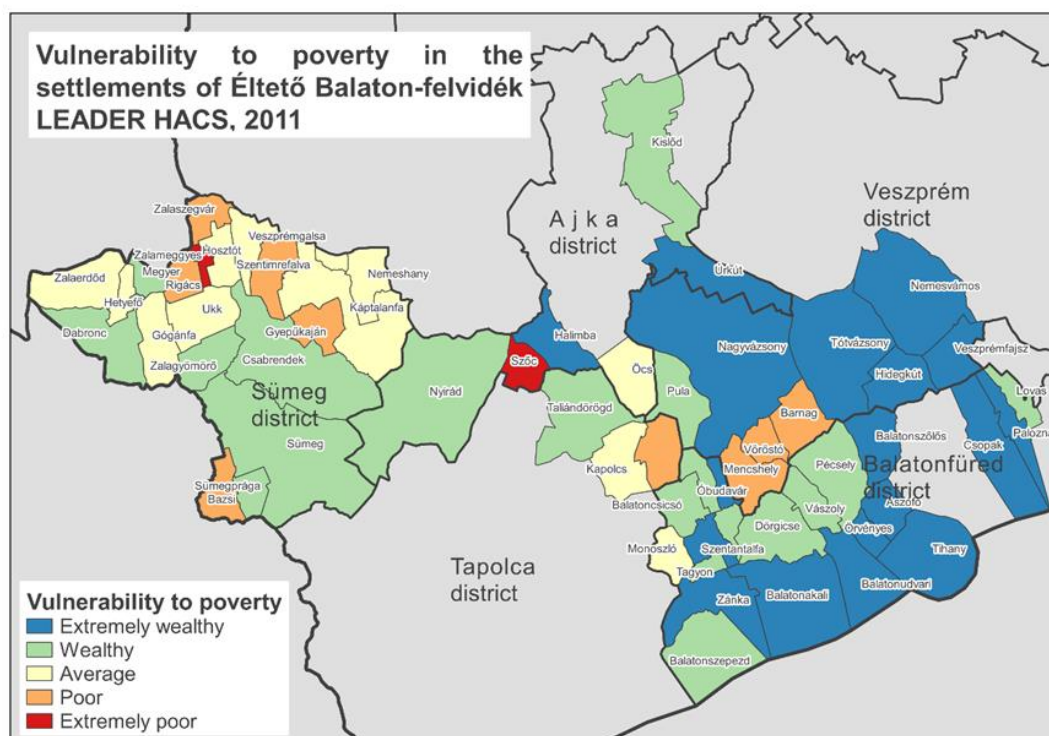 Vulnerability to poverty in the
settlements of Éltető Balaton-felvidék
LEADER HACS, 2011
Kislőd
Veszprém
district
A j k a
district
Zalaszegvár
Veszprémgalsa
Zalameggyes
Hosztót
Megyer
Szentimrefalva
Nemeshany
Zalaerdőd
Rigács
Hetyefő
Ukk
Káptalanfa
Dabronc
Gógánfa
Gyepükaján
Zalagyömörő
Csabrendek
Sümeg
district
Sümeg
Sümegprága
Bazsi
Nyirád
Szőc
Halimba
Úrkút
Nemesvámos
Nagyvázsony
Tótvázsony
Veszprémfajsz
Hidegkút
Öcs
Pula
Lovas
Taliándörögd
Barnag
Balatonszőlős
Csopak
Palózna
Vöröstó
Kapolcs
Mencshely
Pécsely
Balatonfüred
district
Óbudavár
Balatoncsicsó
Vászoly
Aszófő
Dörgicse
Örvényes
Monoszló
Szentantalfa
Tihany
Tagyon
Tapolca
district
Zánka
Balatonakali
Balatonudvari
Balatonszepezd
Vulnerability to poverty
Extremely wealthy
Wealthy
Average
Poor
Extremely poor